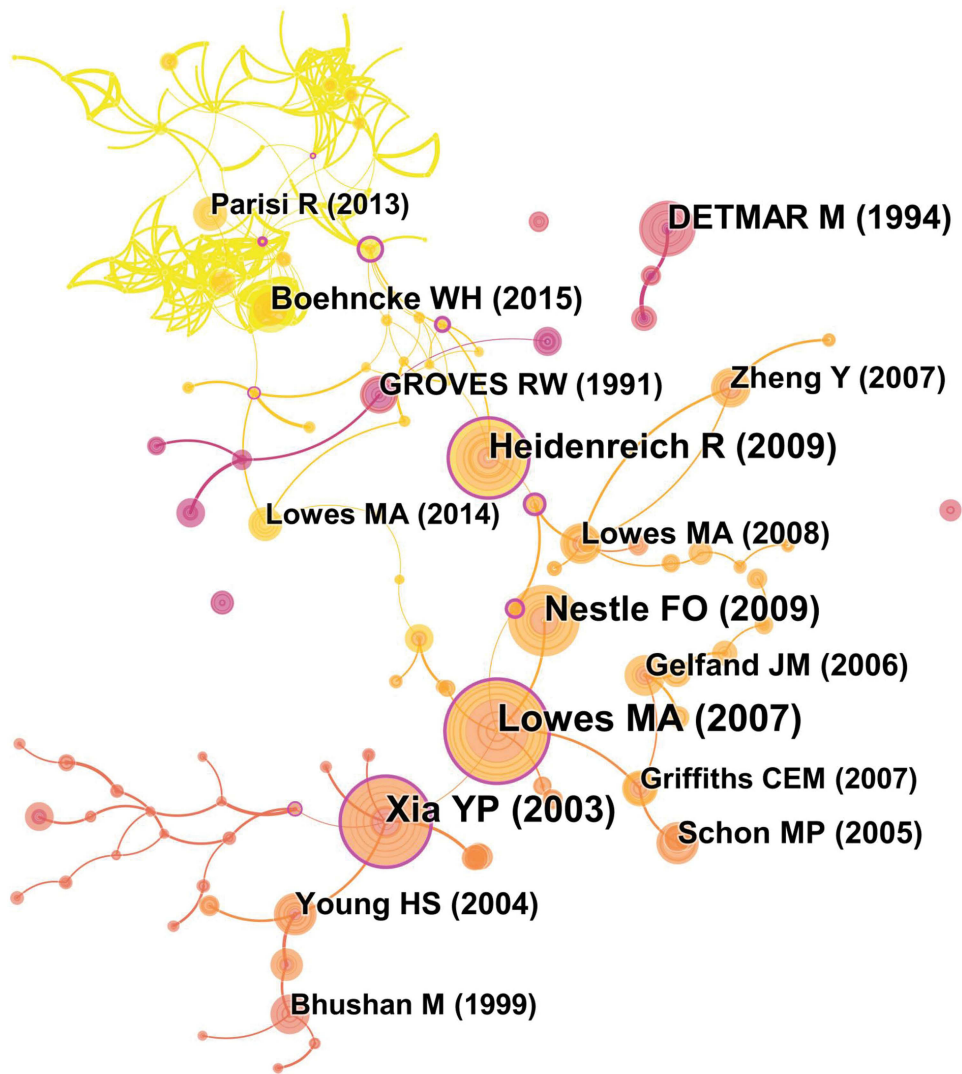 Parisi R (2013)
DETMAR M (1994)
Boehncke WH (2015)
GROVES RW (1991)
Zheng Y (2007)
Heidenreich R (2009)
Lowes MA (2014)
Lowes MA (2008)
Nestle FO (2009)
Gelfand JM (2006)
Lowes MA (2007)
Griffiths CEM (2007)
Xia YP (2003)
Schon MP (2005)
Young HS (2004)
Bhushan M (1999)